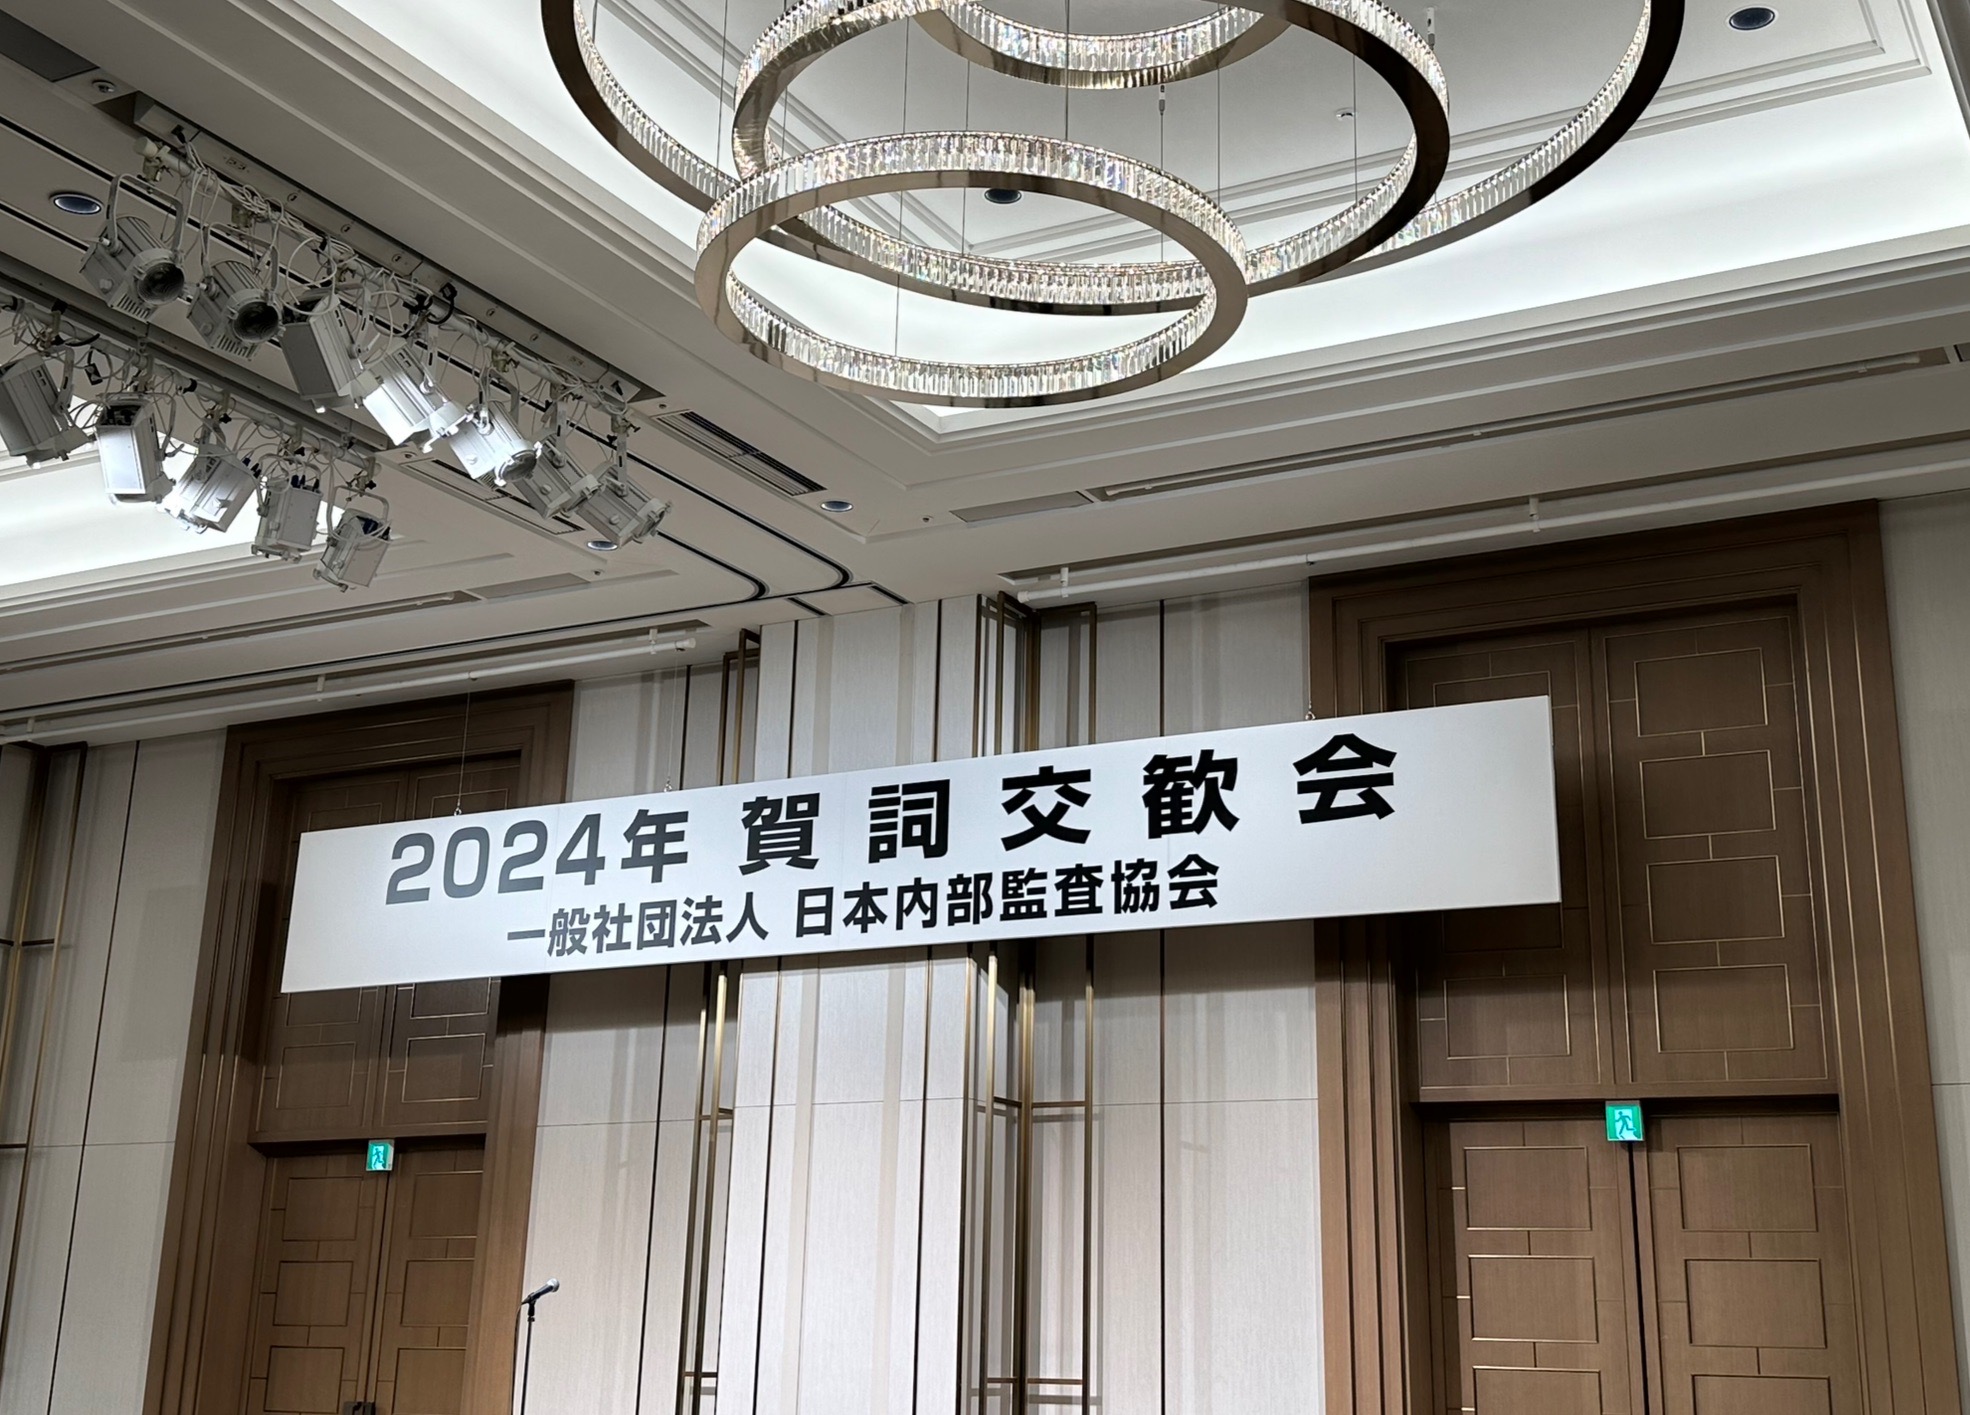 2024年 賀詞交歓会
一般社団法人 日本内部監査協会